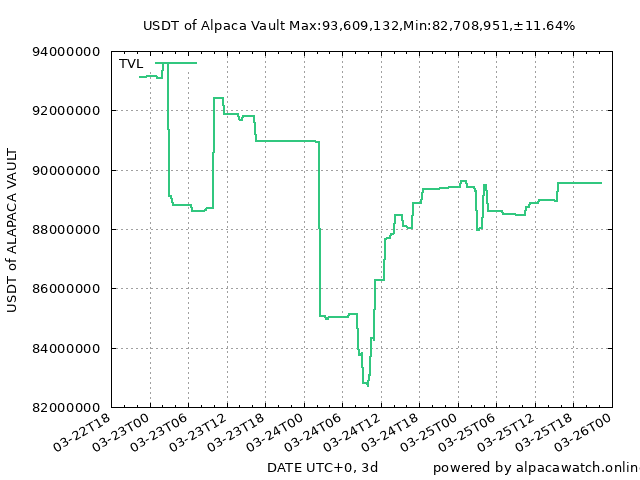 USDT of Alpaca Vault Max:93,609,132,Min:82,708,951,±11.64%
94000000
92000000
90000000
88000000
86000000
84000000
82000000
USDT of ALAPACA VAULT
TVL
03-22T18
03-23T00
03-23T06
03-23T12
03-23T18
03-24T00
03-24T06
03-24T12
03-24T18
03-25T00
03-25T06
03-25T12
03-25T18
03-26T00
DATE UTC+0, 3d
powered by alpacawatch.online